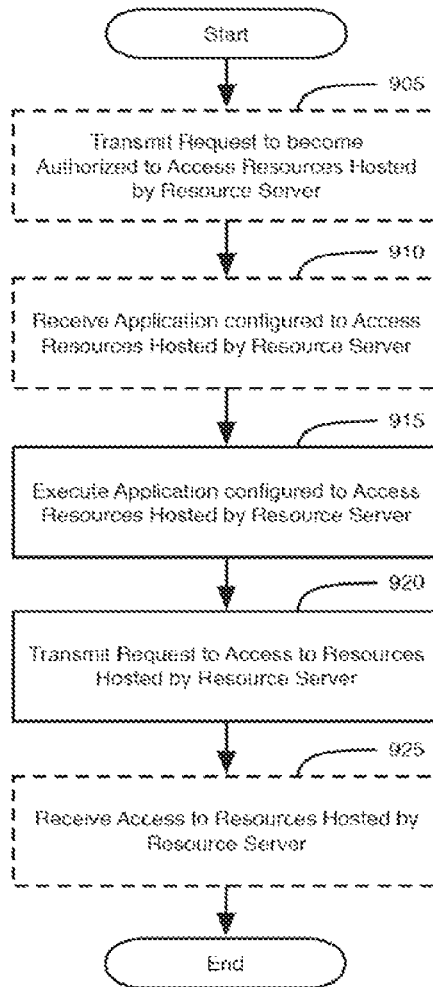 Start
905
Transmit Request to become
Authorized to Access Resources Hosted
by Resource Server
910
Receive Application configured to Access
Resources Hosted by Resource Server
915
Execute Application configured to Access
Resources Hosted by Resource Server
920
Transmit Request to Access to Resources
Hosted by Resource Server
925
Receive Access to Resources Hosted by
Resource Server
End